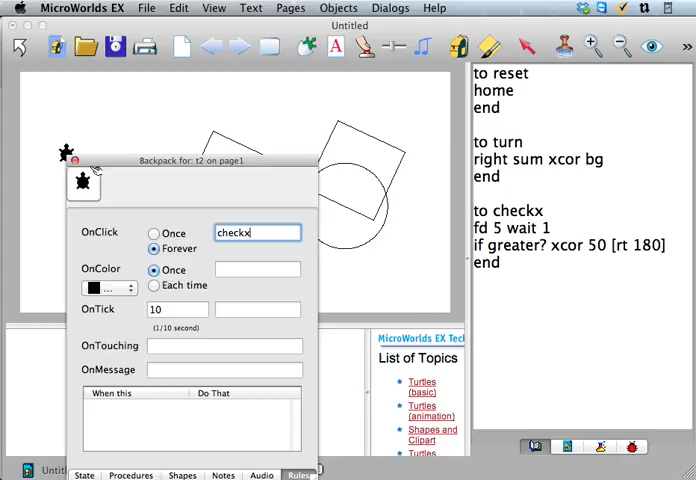 MicroWorlds EX File Edit View Text Pages Objects Dialogs Help
Untitled
A
to reset
home
end
to turn
right sum xcor bg
end
to checkx
fd 5 wait 1
if greater? xcor 50 [rt 180]
end
Backpack for: t2 on page1
OnClick
Once
checkx
Forever
OnColor
Once
...
Each time
OnTick
10
(1/10 second)
OnTouching
OnMessage
When this
Do That
State Procedures Shapes Notes Audio Rules
MicroWorlds EX Tech
List of Topics
Turtles
(basic)
Turtles
(animation)
Shapes and
Clipart
Turtles